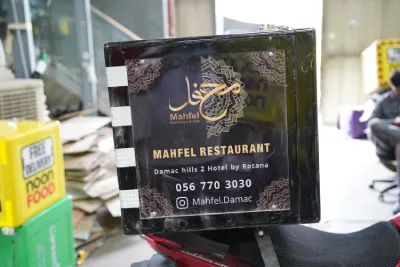 محفل
Mahfel
MAHFEL RESTAURANT
Damac hills 2 Hotel by Rotana
056 770 3030
Mahfel.Damac
FREE
DELIVERY
noon
FOOD